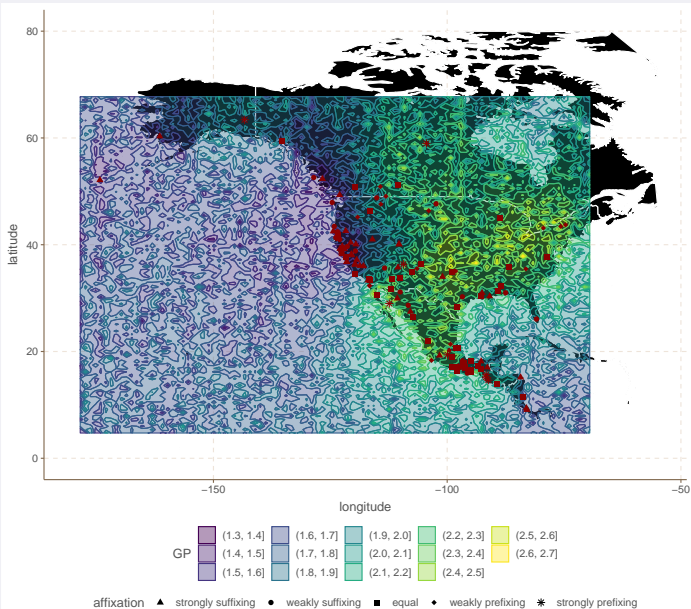 80
60
40
20
0
latitude
−150
−100
−50
longitude
GP
(1.3, 1.4] (1.6, 1.7] (1.9, 2.0] (2.2, 2.3] (2.5, 2.6]
(1.4, 1.5] (1.7, 1.8] (2.0, 2.1] (2.3, 2.4] (2.6, 2.7]
(1.5, 1.6] (1.8, 1.9] (2.1, 2.2] (2.4, 2.5]
affixation strongly suffixing weakly suffixing equal weakly prefixing strongly prefixing